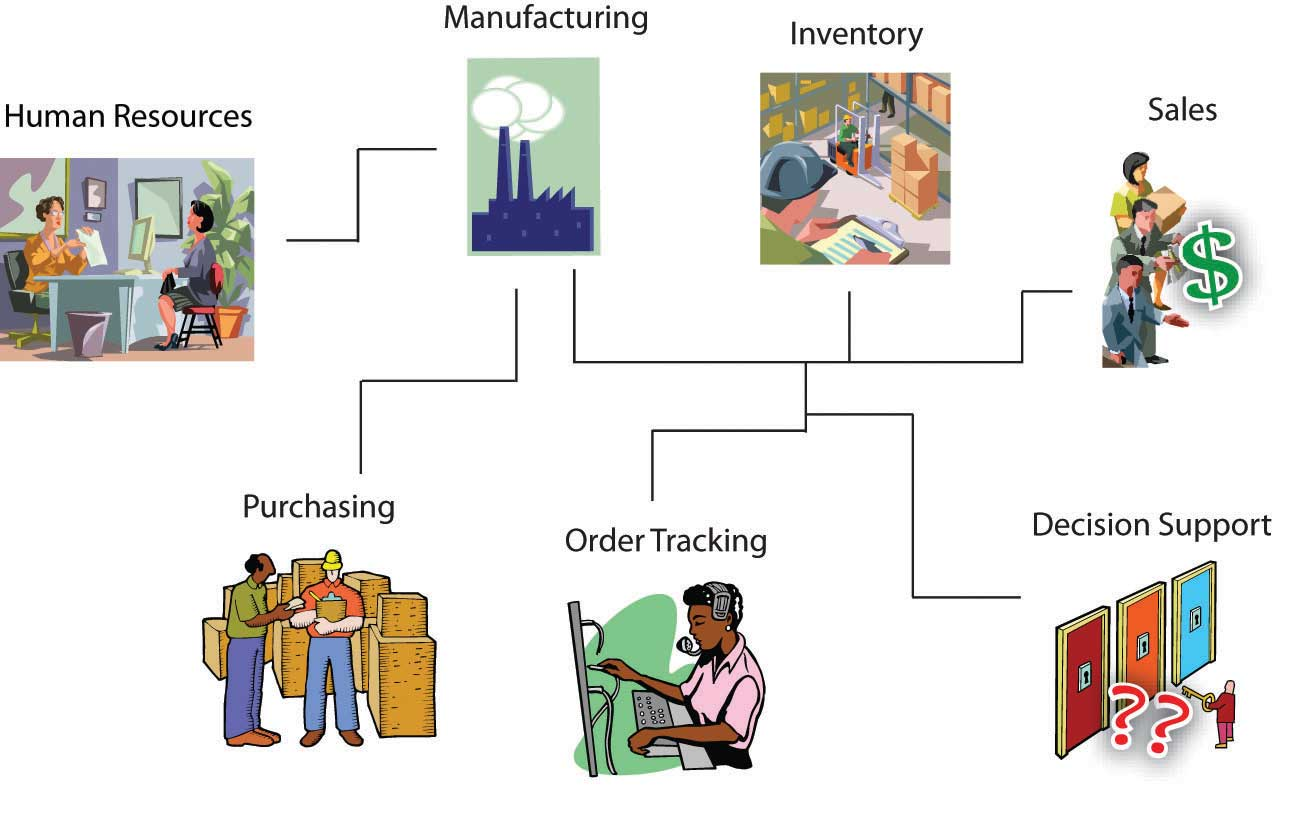 Manufacturing
Inventory
Human Resources
Sales
Purchasing
Order Tracking
Decision Support
$
? ?